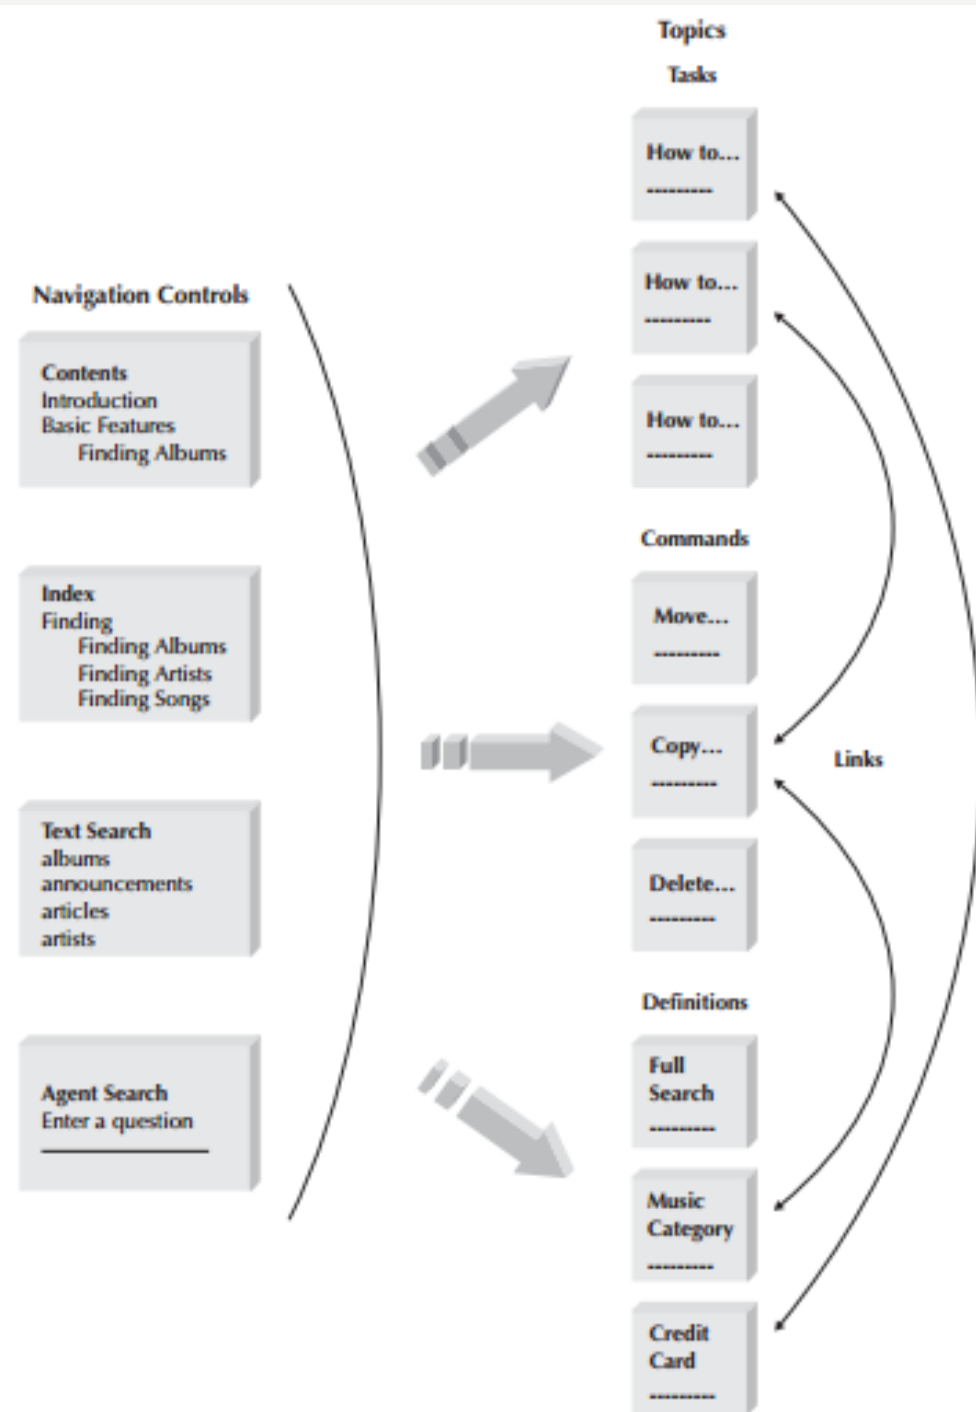 Topics
Tasks
How to...
---------
How to...
---------
How to...
---------
Navigation Controls
Contents
Introduction
Basic Features
Finding Albums
Index
Finding
Finding Albums
Finding Artists
Finding Songs
Text Search
albums
announcements
articles
artists
Agent Search
Enter a question
Commands
Move...
---------
Copy...
---------
Delete...
---------
Links
Definitions
Full
Search
---------
Music
Category
---------
Credit
Card
---------